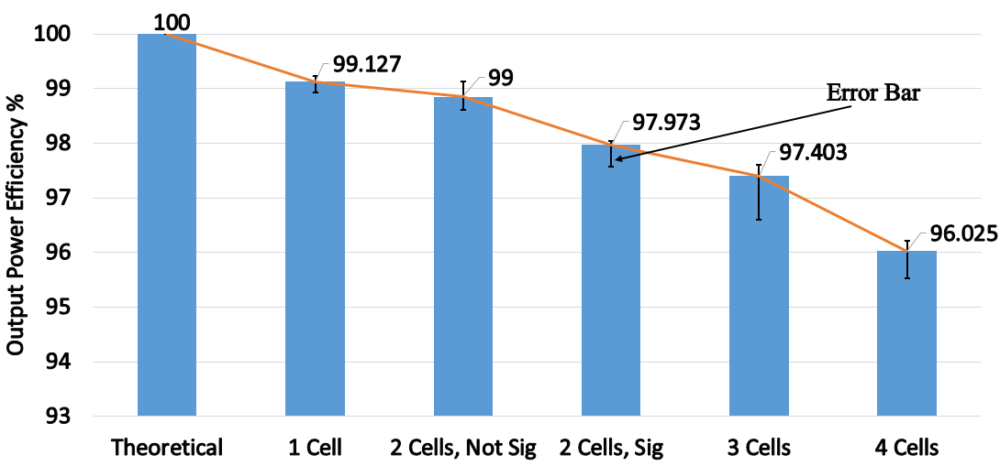 Output Power Efficiency %
100
99
98
97
96
95
94
93
100
99.127
99
97.973
97.403
96.025
Error Bar
Theoretical
1 Cell
2 Cells, Not Sig
2 Cells, Sig
3 Cells
4 Cells